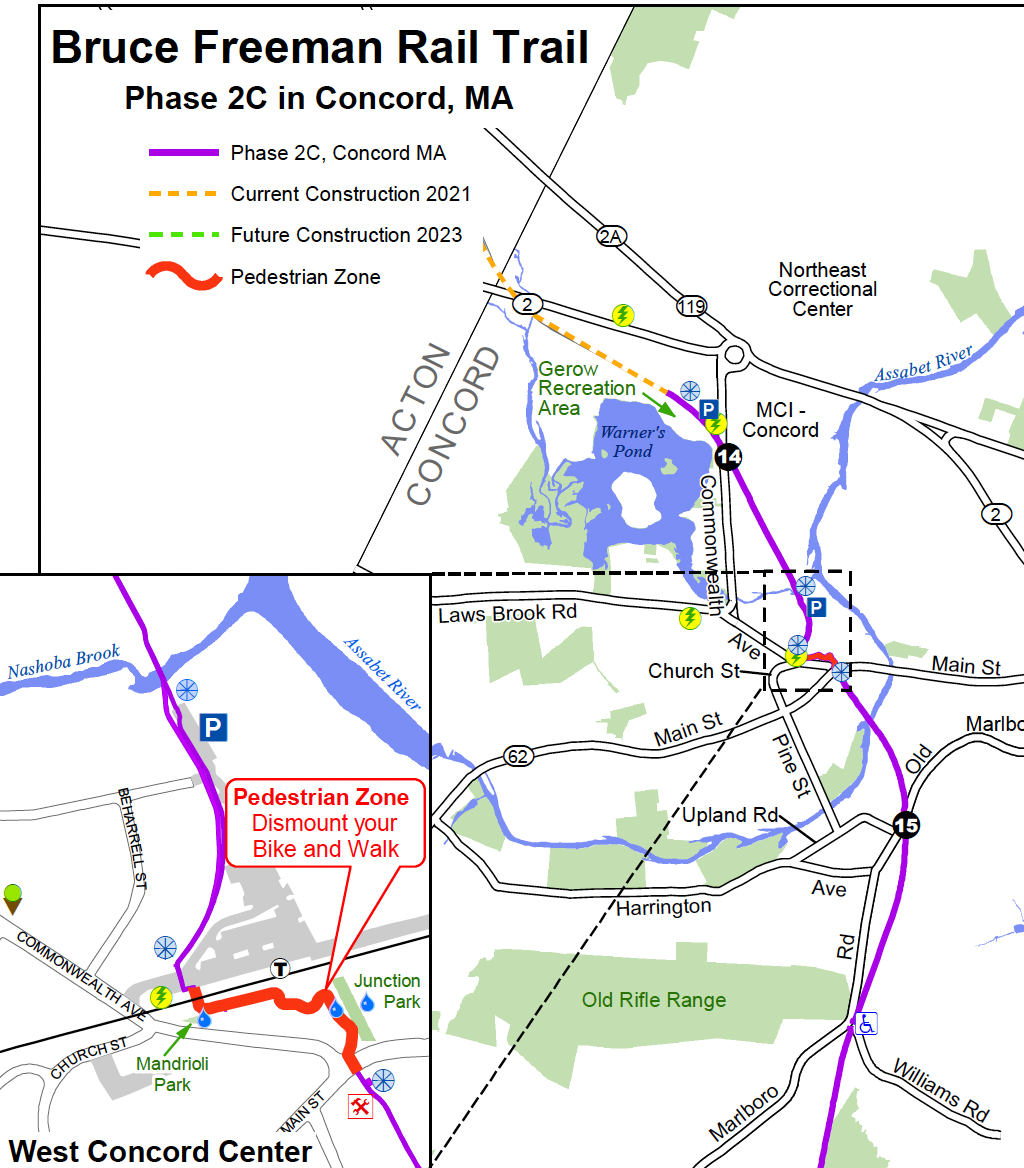 Bruce Freeman Rail Trail
Phase 2C in Concord, MA
Phase 2C, Concord MA
Current Construction 2021
Future Construction 2023
Pedestrian Zone
2A
Northeast
Correctional
Center
2
119
Assabet River
ACTON
CONCORD
Gerow
Recreation
Area
P
MCI -
Concord
Warner's
Pond
14
Commonwealth
2
Laws Brook Rd
P
Ave
Church St
Main St
Main St
Marlbo
Old
62
Pine St
Upland Rd
15
Ave
Harrington
Rd
Old Rifle Range
Williams Rd
Marlboro
Nashoba Brook
Assabet River
P
Pedestrian Zone
Dismount your
Bike and Walk
BEHARRELL ST
COMMONWEALTH AVE
T
Junction
Park
CHURCH ST
Mandrioli
Park
MAIN ST
West Concord Center